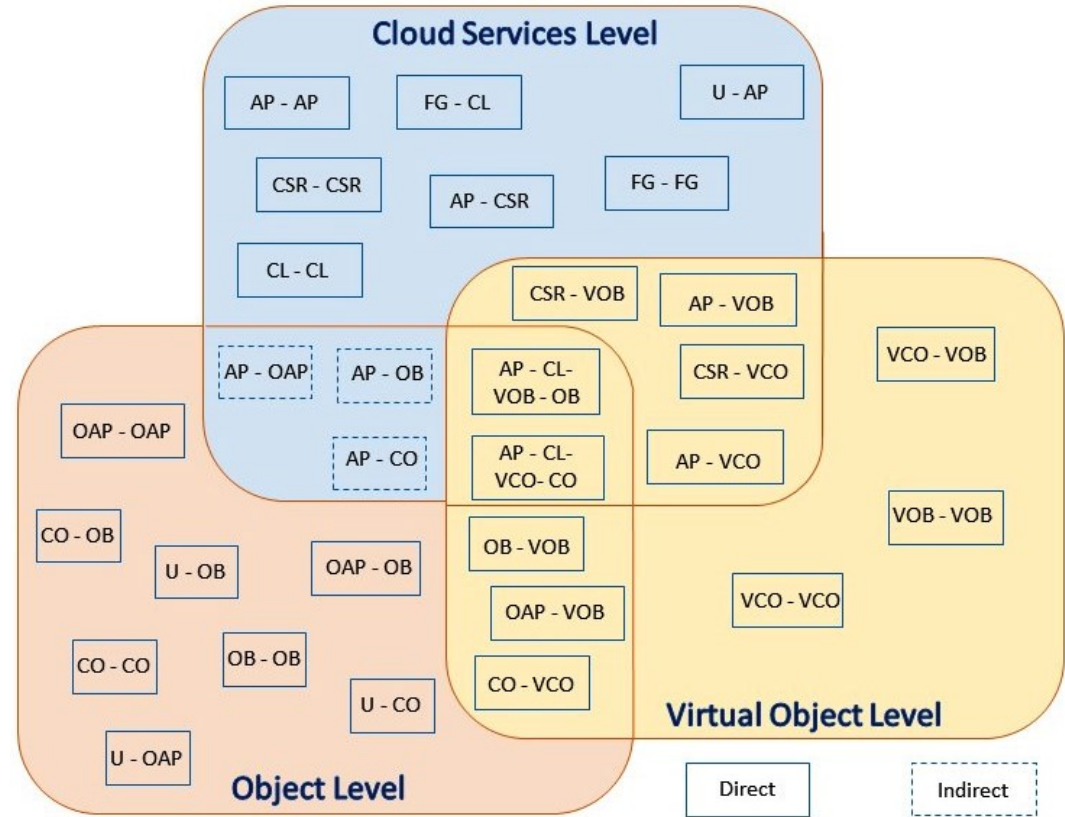 Cloud Services Level
AP - AP
FG - CL
U - AP
CSR - CSR
AP - CSR
FG - FG
CL - CL
CSR - VOB
AP - VOB
VCO - VOB
AP - OAP
AP - OB
AP - CL-
VOB - OB
CSR - VCO
OAP - OAP
AP - CO
AP - CL-
VCO- CO
AP - VCO
CO - OB
U - OB
OAP - OB
OB - VOB
VOB - VOB
OAP - VOB
VCO - VCO
CO - CO
OB - OB
U - CO
CO - VCO
U - OAP
Object Level
Virtual Object Level
Direct
Indirect